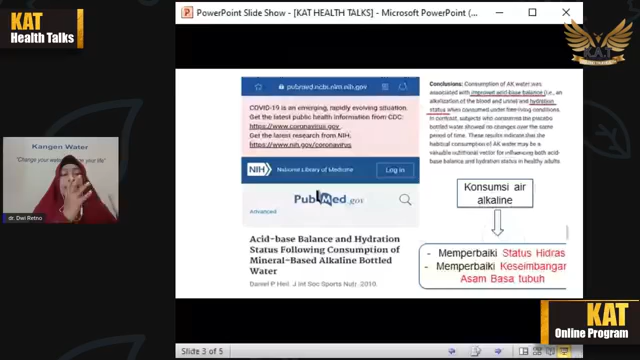 KAT
Health Talks
PowerPoint Slide Show - [KAT HEALTH TALKS] - Microsoft PowerPoint (...
KAT
Kangen Water
"Change your water
your life"
dr. Dwi Retno
pubmed.ncbi.nlm.nih.gov
COVID-19 is an emerging, rapidly evolving situation.
Get the latest public health information from CDC:
https://www.coronavirus.gov.
Get the latest research from NIH:
https://www.nih.gov/coronavirus
NIH National Library of Medicine
Log in
PubMed.gov
Advanced
Acid-base Balance and Hydration
Status Following Consumption of
Mineral-Based Alkaline Bottled
Water
Daniel P Heil. J Int Soc Sports Nutr. 2010.
Conclusions: Consumption of AK water was
associated with improved acid-base balance (i.e., an
alkalization of the blood and urine) and hydration
status when consumed under free-living conditions.
In contrast, subjects who consumed the placebo
bottled water showed no changes over the same
period of time. These results indicate that the
habitual consumption of AK water may be a
valuable nutritional vector for influencing both acid-
base balance and hydration status in healthy adults.
Konsumsi air
alkaline
- Memperbaiki Status Hidras
- Memperbaiki Keseimbangan
Asam Basa tubuh
KAT
Online Program
Slide 3 of 5